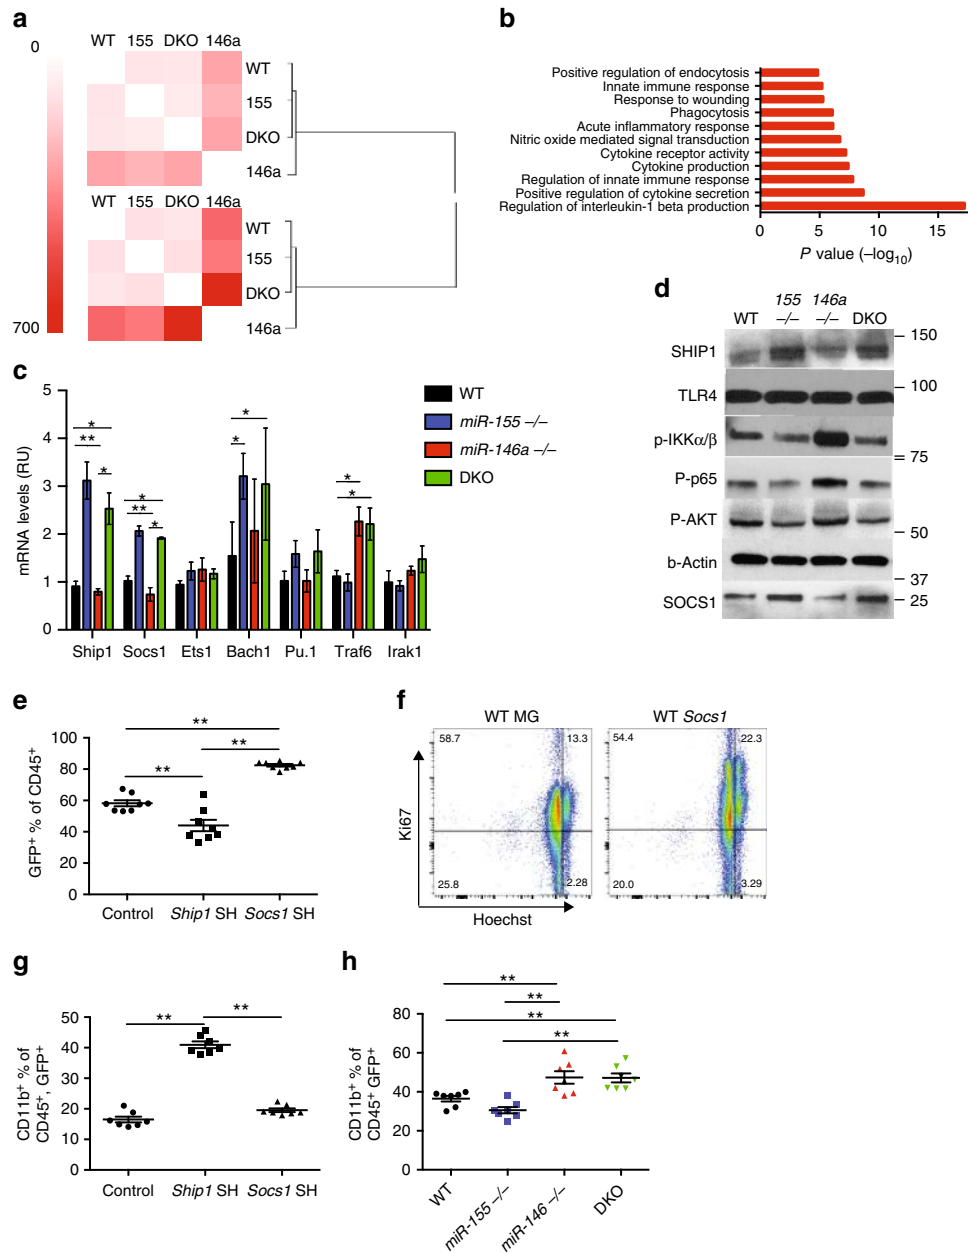 a
0
700
WT 155 DKO 146a
WT
155
DKO
146a
WT 155 DKO 146a
WT
155
DKO
146a
b
Positive regulation of endocytosis
Innate immune response
Response to wounding
Phagocytosis
Acute inflammatory response
Nitric oxide mediated signal transduction
Cytokine receptor activity
Cytokine production
Regulation of innate immune response
Positive regulation of cytokine secretion
Regulation of interleukin-1 beta production
0 5 10 15
P value (–log10)
c
mRNA levels (RU)
5
4
3
2
1
0
* ** * * ** * * * * *
Ship1 Socs1 Ets1 Bach1 Pu.1 Traf6 Irak1
WT
miR-155 –/–
miR-146a –/–
DKO
d
WT 155 –/– 146a –/– DKO
SHIP1
TLR4
p-IKKα/β
P-p65
P-AKT
b-Actin
SOCS1
150
100
75
50
37
25
e
GFP+ % of CD45+
100
80
60
40
20
0
**
**
**
Control Ship1 SH Socs1 SH
f
WT MG
58.7 13.3
25.8 2.28
WT Socs1
54.4 22.3
20.0 3.29
Ki67
Hoechst
g
CD11b+ % of
CD45+, GFP+
50
40
30
20
10
0
** **
Control Ship1 SH Socs1 SH
h
CD11b+ % of
CD45+ GFP+
80
60
40
20
0
**
**
**
**
WT
miR-155 –/–
miR-146 –/–
DKO